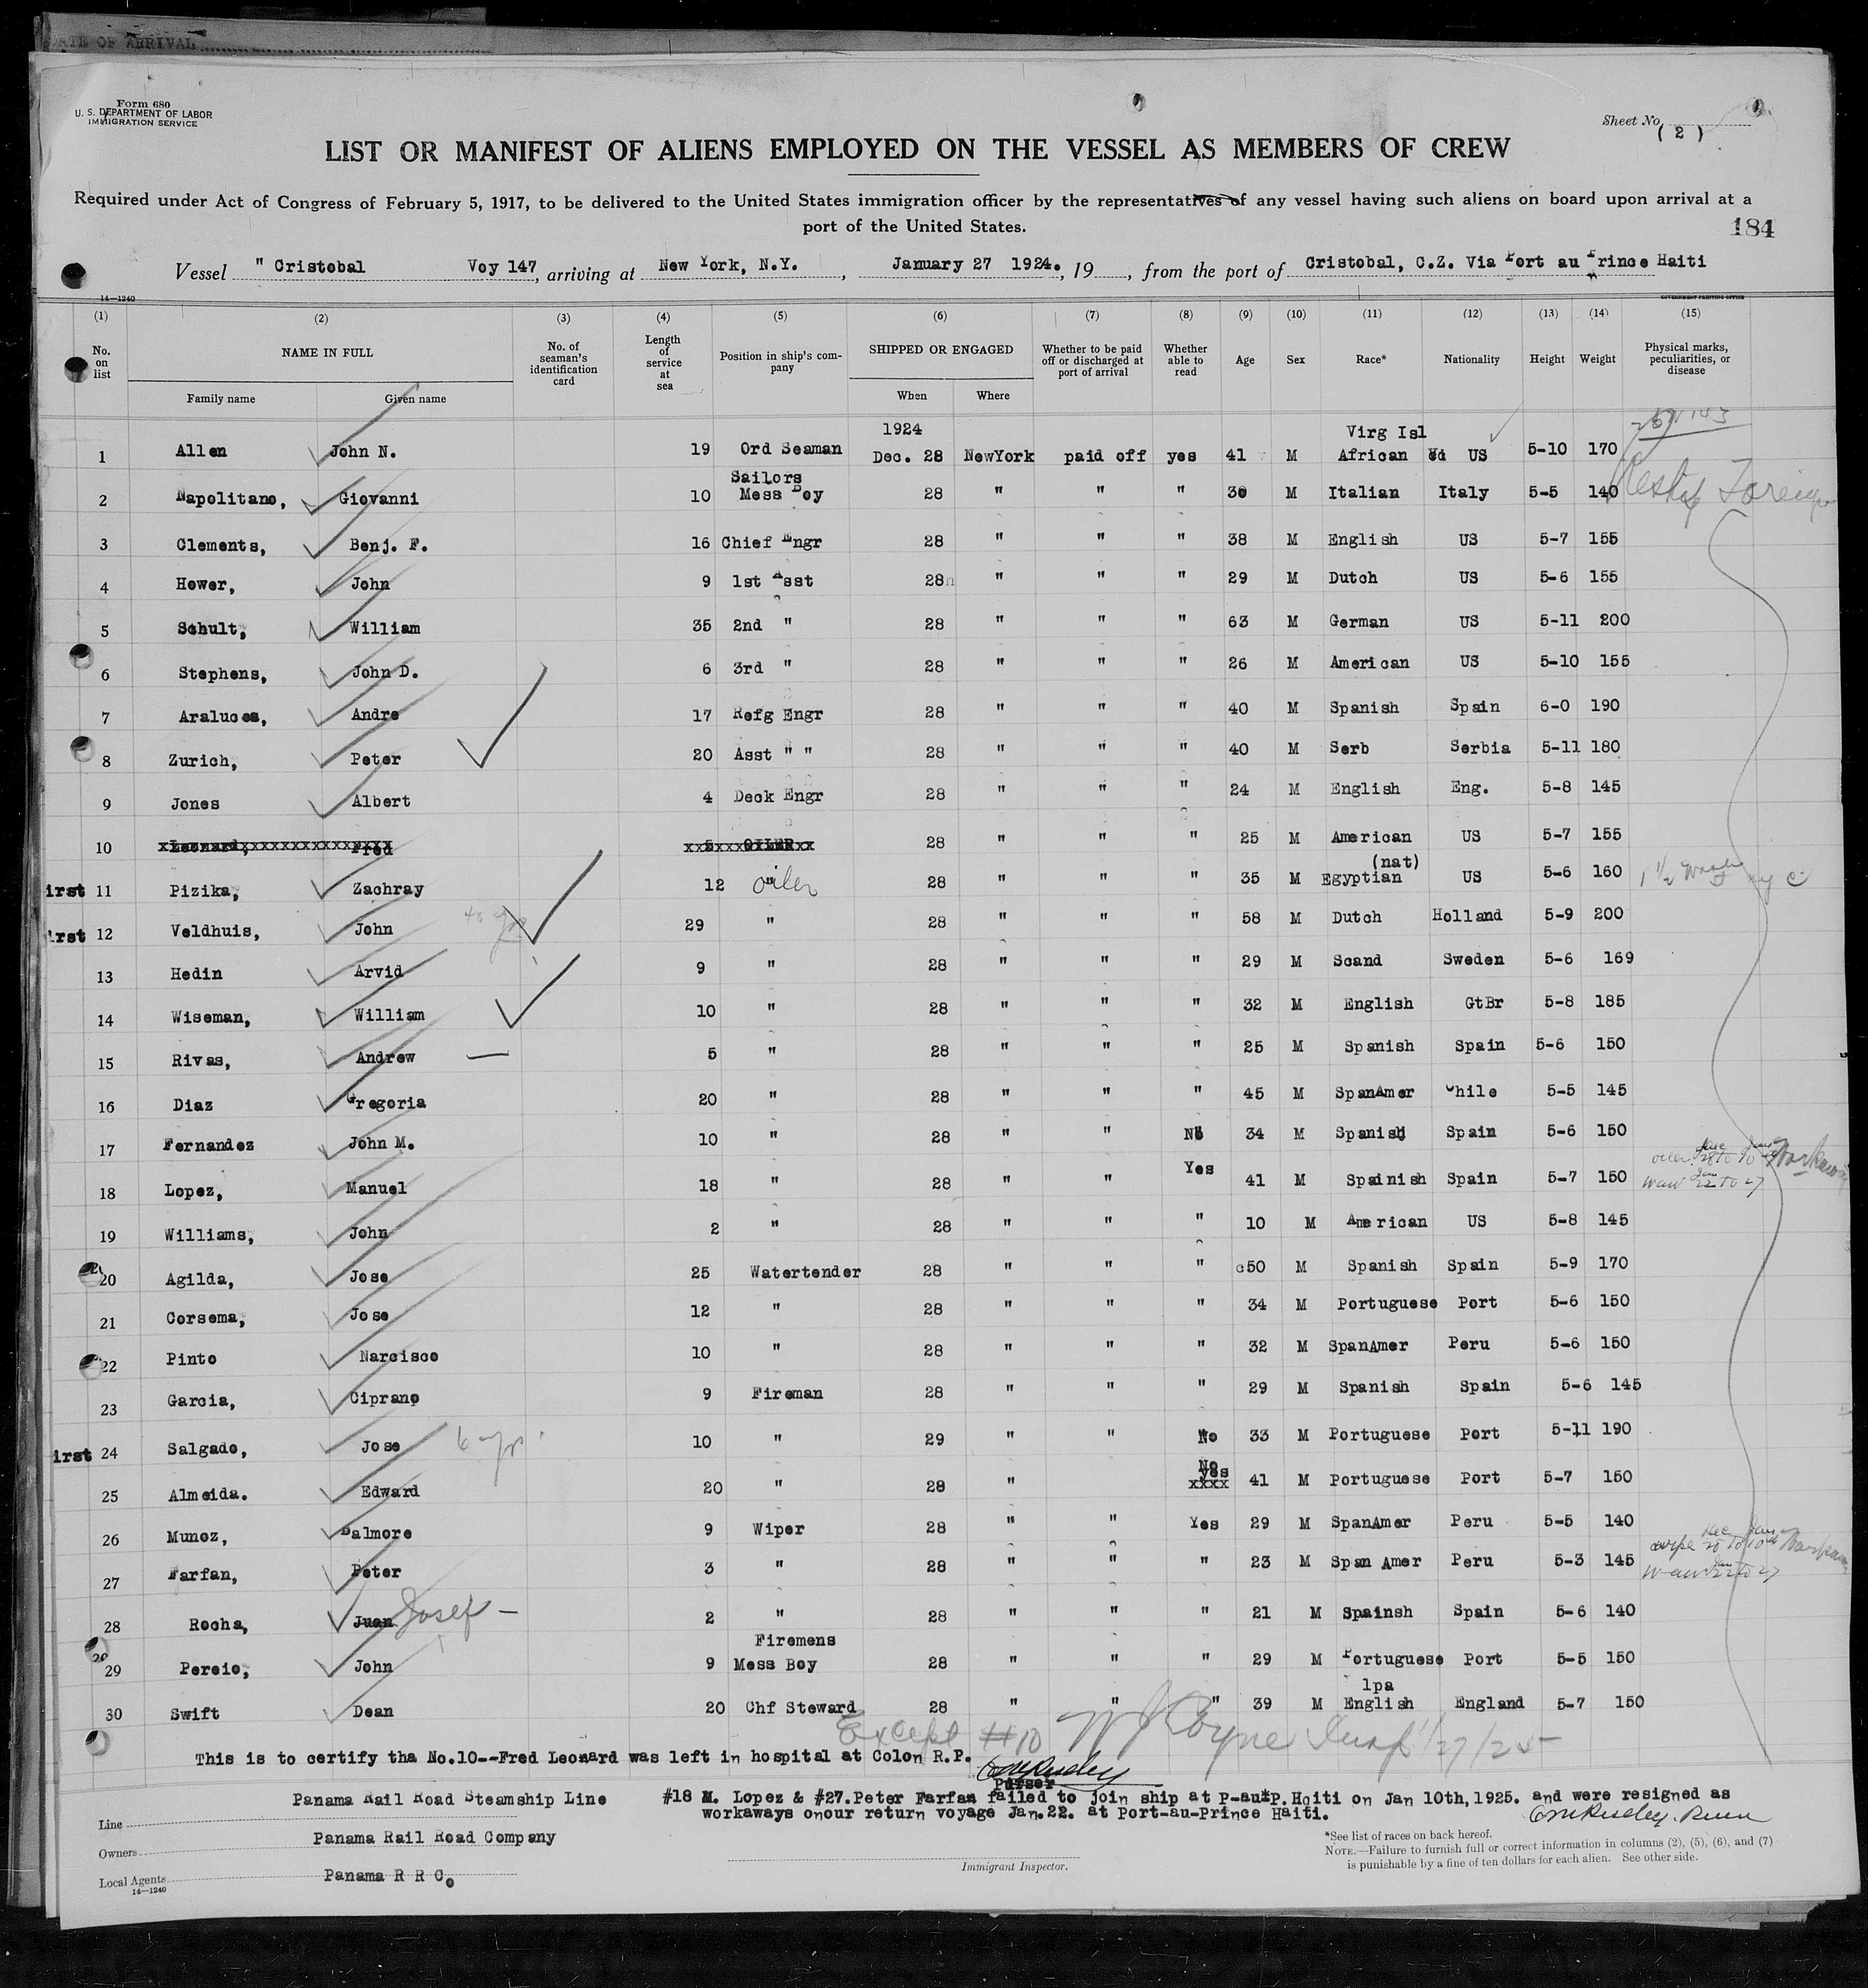 DATE OF ARRIVAL
Form 680
U. S. DEPARTMENT OF LABOR
IMMIGRATION SERVICE
Sheet No. ( 2 )
LIST OR MANIFEST OF ALIENS EMPLOYED ON THE VESSEL AS MEMBERS OF CREW
Required under Act of Congress of February 5, 1917, to be delivered to the United States immigration officer by the representatives of any vessel having such aliens on board upon arrival at a
port of the United States.
184
Vessel " Cristobal Voy 147, arriving at New York, N.Y. , January 27 1924. , 19 , from the port of Cristobal, C.Z. Via Port au Prince Haiti
14—1240 GOVERNMENT PRINTING OFFICE
(1) (2) (3) (4) (5) (6) (7) (8) (9) (10) (11) (12) (13) (14) (15)
No. on list NAME IN FULL No. of seaman's identification card Length of service at sea Position in ship's company SHIPPED OR ENGAGED Whether to be paid off or discharged at port of arrival Whether able to read Age Sex Race* Nationality Height Weight Physical marks, peculiarities, or disease
Family name Given name When Where
1924 Virg Isl
1 Allen John N. 19 Ord Seaman Dec. 28 NewYork paid off yes 41 M African US 5-10 170
Sailors
2 Napolitano, Giovanni 10 Mess Boy 28 " " " 30 M Italian Italy 5-5 140
3 Clements, Benj. F. 16 Chief Engr 28 " " " 38 M English US 5-7 155
4 Hower, John 9 1st Asst 28 " " " 29 M Dutch US 5-6 155
5 Schult, William 35 2nd " 28 " " " 63 M German US 5-11 200
6 Stephens, John D. 6 3rd " 28 " " " 26 M American US 5-10 155
7 Araluces, Andre 17 Refg Engr 28 " " " 40 M Spanish Spain 6-0 190
8 Zurich, Peter 20 Asst " " 28 " " " 40 M Serb Serbia 5-11 180
9 Jones Albert 4 Deck Engr 28 " " " 24 M English Eng. 5-8 145
10 Leonard, Fred 5 OILER 28 " " " 25 M American US 5-7 155
(nat)
irst 11 Pizika, Zachray 12 oiler 28 " " " 35 M Egyptian US 5-6 160
irst 12 Veldhuis, John 29 " 28 " " " 58 M Dutch Holland 5-9 200
13 Hedin Arvid 9 " 28 " " " 29 M Scand Sweden 5-6 169
14 Wiseman, William 10 " 28 " " " 32 M English GtBr 5-8 185
15 Rivas, Andrew 5 " 28 " " " 25 M Spanish Spain 5-6 150
16 Diaz Gregoria 20 " 28 " " " 45 M SpanAmer Chile 5-5 145
17 Fernandez John M. 10 " 28 " " No 34 M Spanish Spain 5-6 150
18 Lopez, Manuel 18 " 28 " " Yes 41 M Spainish Spain 5-7 150
19 Williams, John 2 " 28 " " " 10 M American US 5-8 145
20 Agilda, Jose 25 Watertender 28 " " " 50 M Spanish Spain 5-9 170
21 Corsema, Jose 12 " 28 " " " 34 M Portuguese Port 5-6 150
22 Pinto Narcisco 10 " 28 " " " 32 M SpanAmer Peru 5-6 150
23 Garcia, Ciprano 9 Fireman 28 " " " 29 M Spanish Spain 5-6 145
irst 24 Salgado, Jose 10 " 29 " " No 33 M Portuguese Port 5-11 190
25 Almeida. Edward 20 " 28 " No yes 41 M Portuguese Port 5-7 150
26 Munoz, Dalmore 9 Wiper 28 " " Yes 29 M SpanAmer Peru 5-5 140
27 Farfan, Peter 3 " 28 " " " 23 M Span Amer Peru 5-3 145
28 Rocha, Juan Josef - 2 " 28 " " " 21 M Spainsh Spain 5-6 140
Firemens
29 Pereio, John 9 Mess Boy 28 " " " 29 M Portuguese Port 5-5 150
1pa
30 Swift Dean 20 Chf Steward 28 " " " 39 M English England 5-7 150
Except #10 1/27/25
This is to certify tha No.10--Fred Leonard was left in hospital at Colon R.P.
Purser
Line Panama Rail Road Steamship Line
#18 M. Lopez & #27.Peter Farfan failed to join ship at P-au*P.Haiti on Jan 10th,1925. and were resigned as
workaways onour return voyage Jan.22. at Port-au-Prince Haiti.
Owners Panama Rail Road Company
Local Agents Panama R R Co
14—1240
Immigrant Inspector.
*See list of races on back hereof.
NOTE.—Failure to furnish full or correct information in columns (2), (5), (6), and (7)
is punishable by a fine of ten dollars for each alien. See other side.